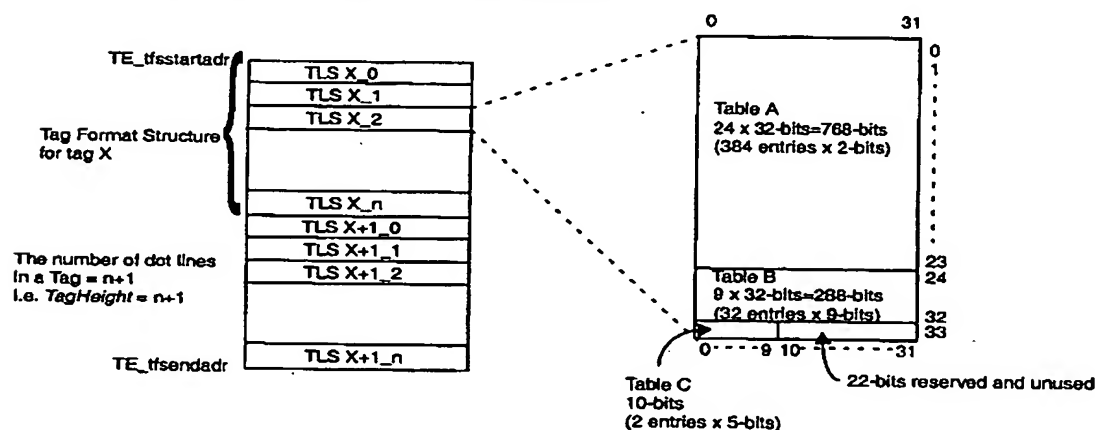 TE_tfsstartadr
TLS X_0
TLS X_1
TLS X_2
Tag Format Structure
for tag X
TLS X_n
TLS X+1_0
TLS X+1_1
TLS X+1_2
The number of dot lines
in a Tag = n+1
i.e. TagHeight = n+1
TE_tfsendadr
TLS X+1_n
0 31
0
1
Table A
24 x 32-bits=768-bits
(384 entries x 2-bits)
23
24
Table B
9 x 32-bits=288-bits
(32 entries x 9-bits)
32
33
0 9 10 31
Table C
10-bits
(2 entries x 5-bits)
22-bits reserved and unused